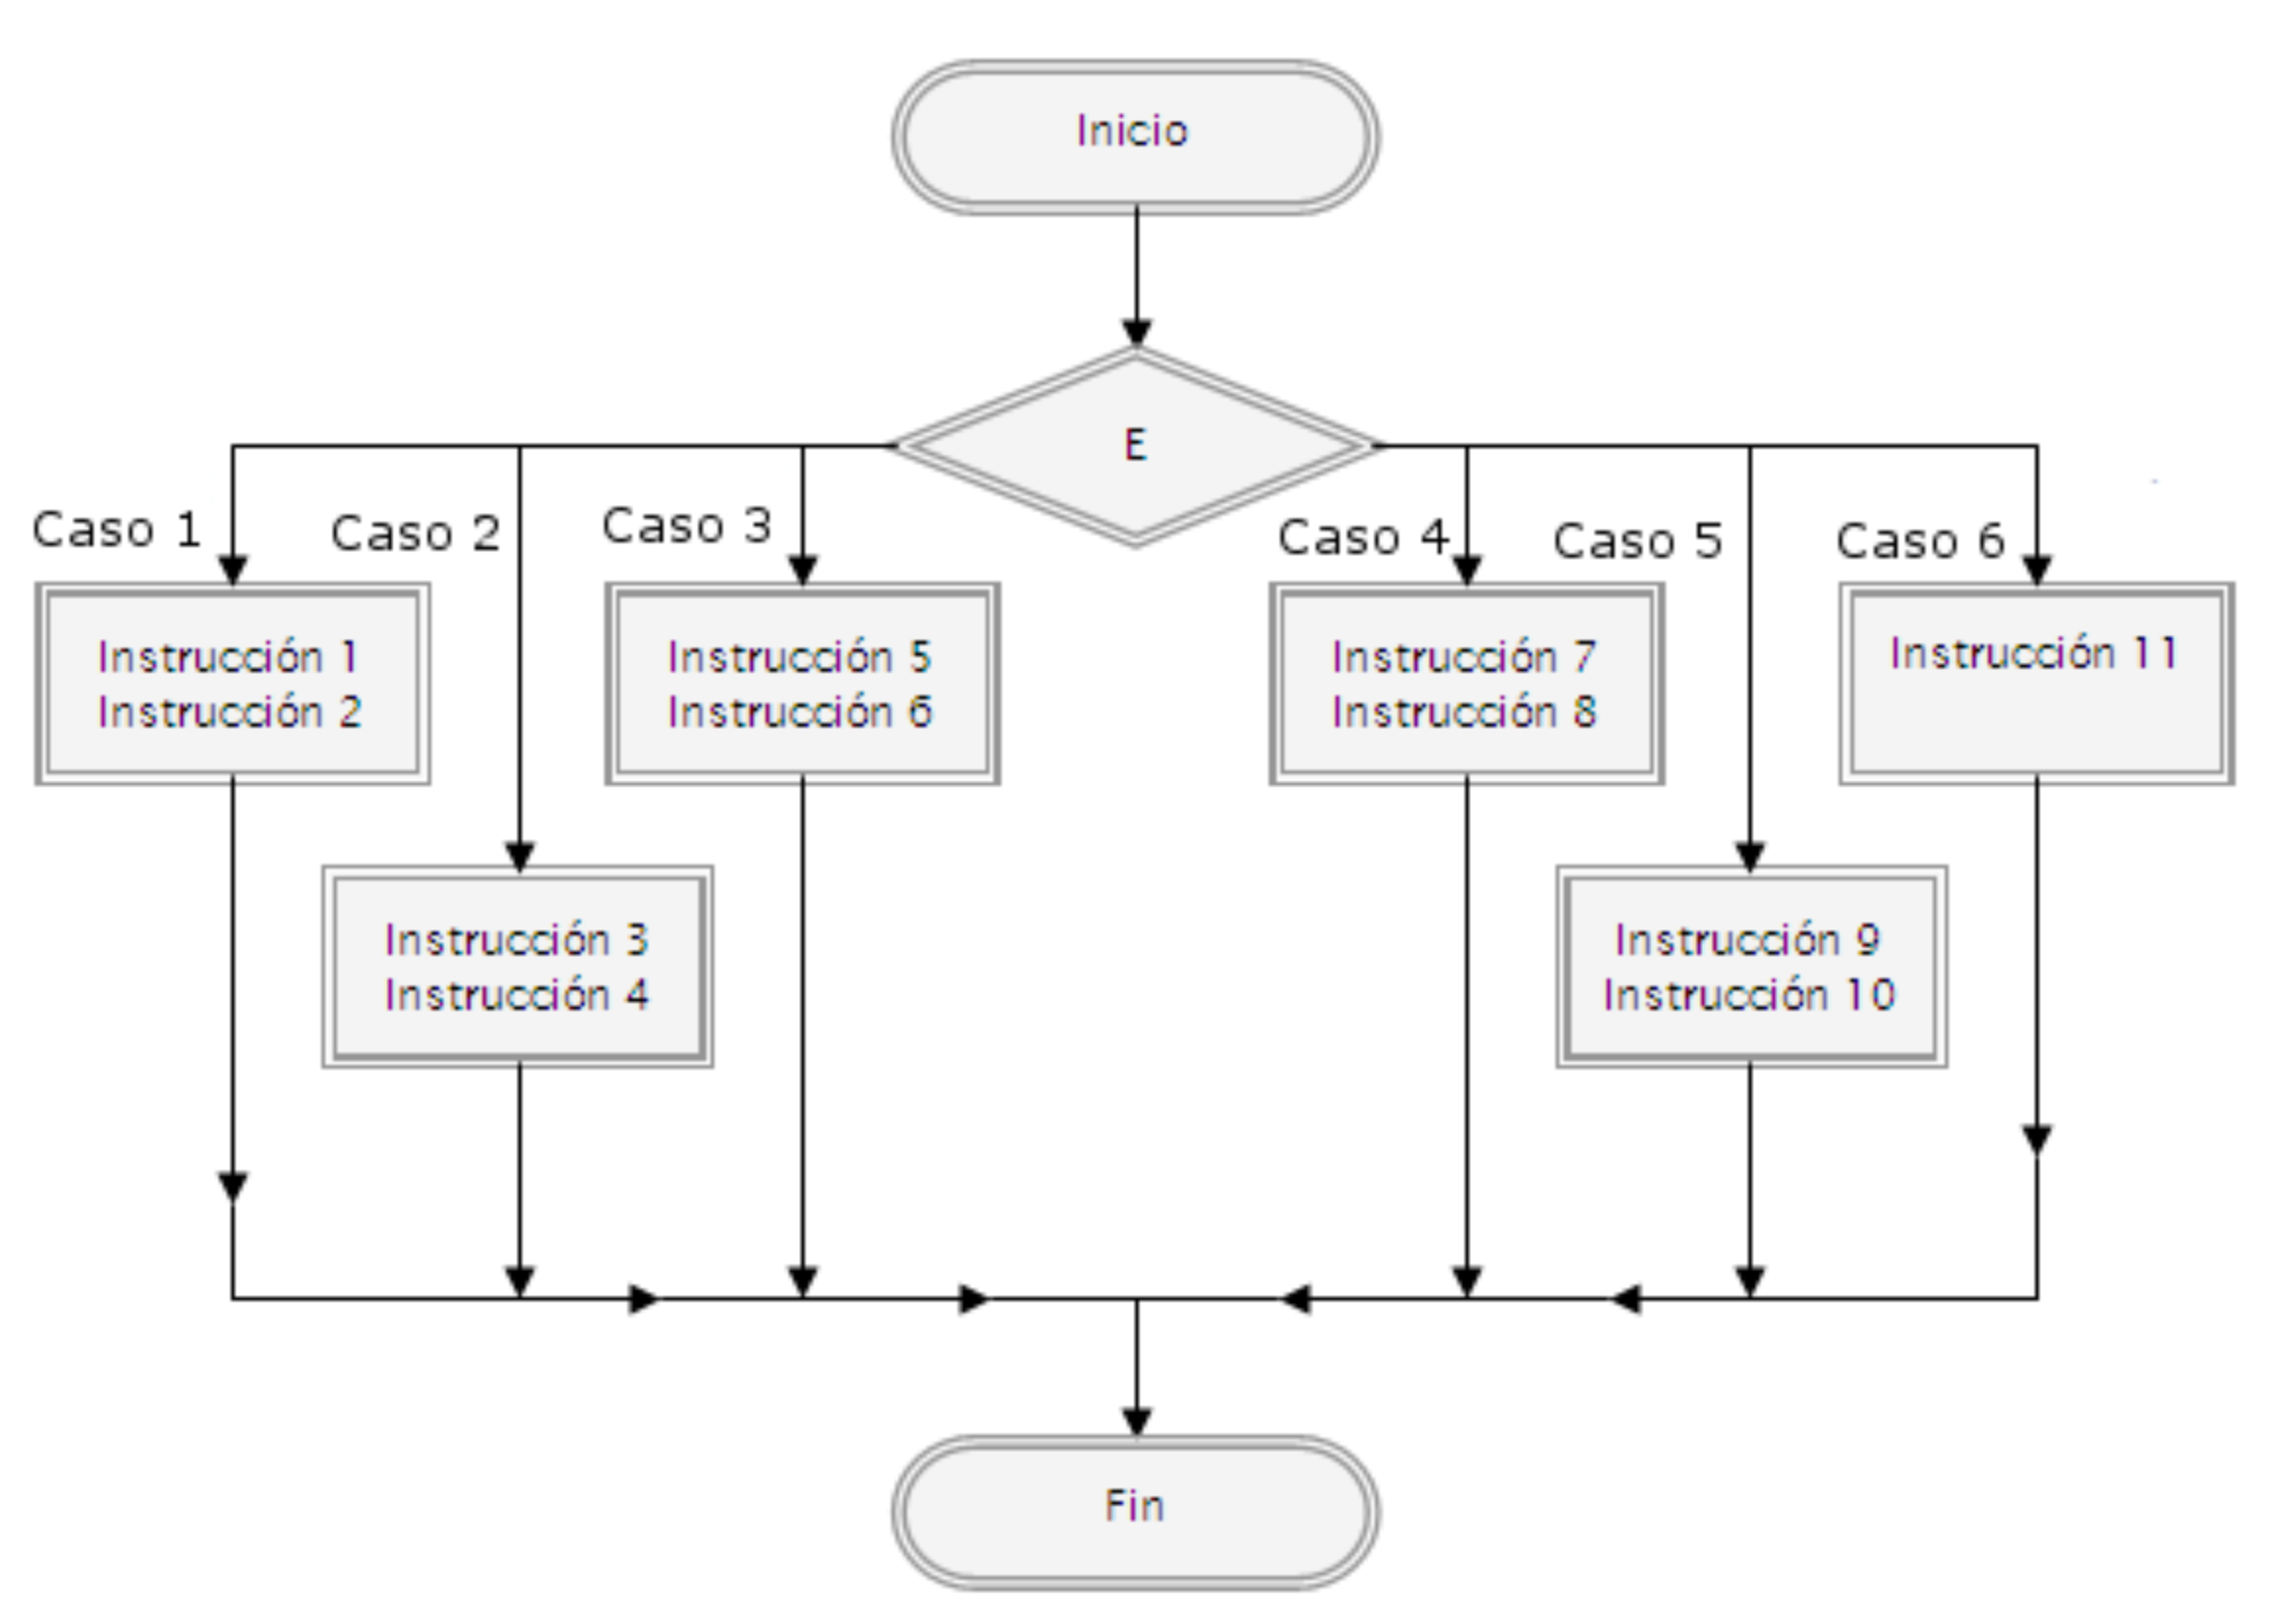 Inicio
E
Caso 1
Caso 2
Caso 3
Caso 4
Caso 5
Caso 6
Instrucción 1
Instrucción 2
Instrucción 5
Instrucción 6
Instrucción 7
Instrucción 8
Instrucción 11
Instrucción 3
Instrucción 4
Instrucción 9
Instrucción 10
Fin